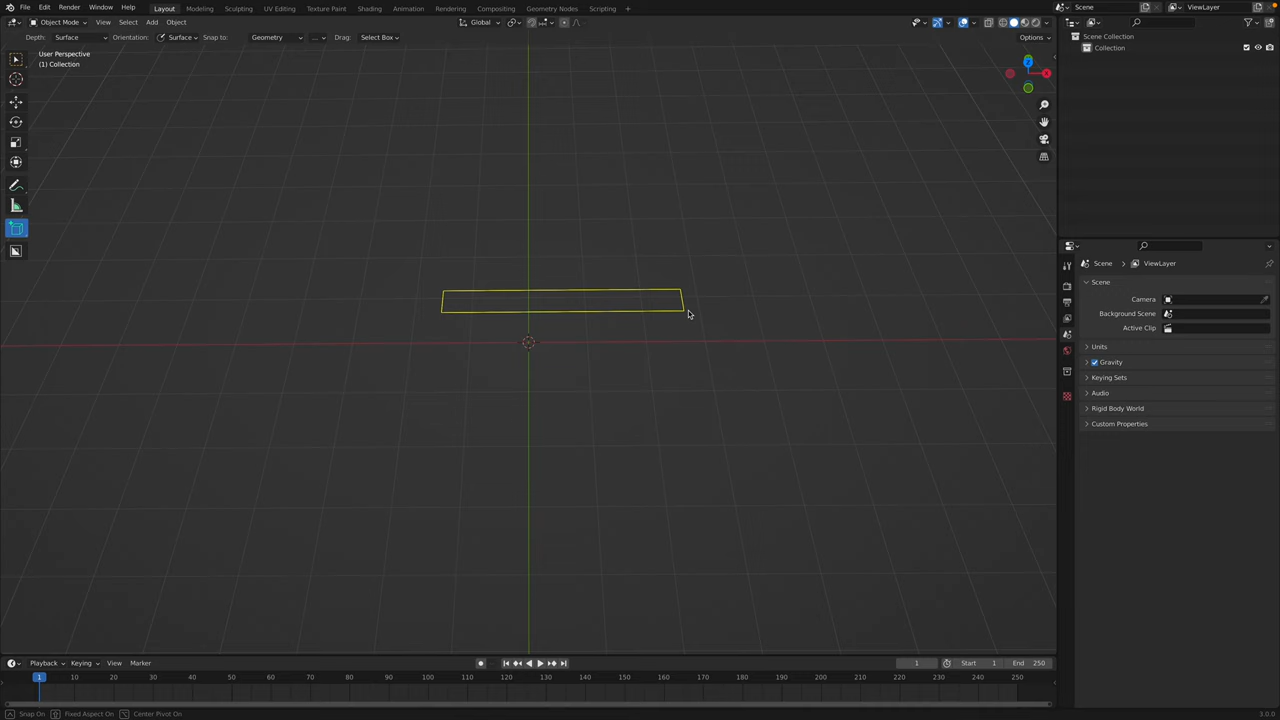 File Edit Render Window Help Layout Modeling Sculpting UV Editing Texture Paint Shading Animation Rendering Compositing Geometry Nodes Scripting + Scene ViewLayer
Object Mode View Select Add Object Global
Depth: Surface Orientation: Surface Snap to: Geometry ... Drag: Select Box Options
User Perspective
(1) Collection
Z
X
Scene Collection
Collection
Scene > ViewLayer
Scene
Camera
Background Scene
Active Clip
Units
Gravity
Keying Sets
Audio
Rigid Body World
Custom Properties
Playback Keying View Marker 1 Start 1 End 250
1 10 20 30 40 50 60 70 80 90 100 110 120 130 140 150 160 170 180 190 200 210 220 230 240 250
Snap On Fixed Aspect On Center Pivot On 3.0.0